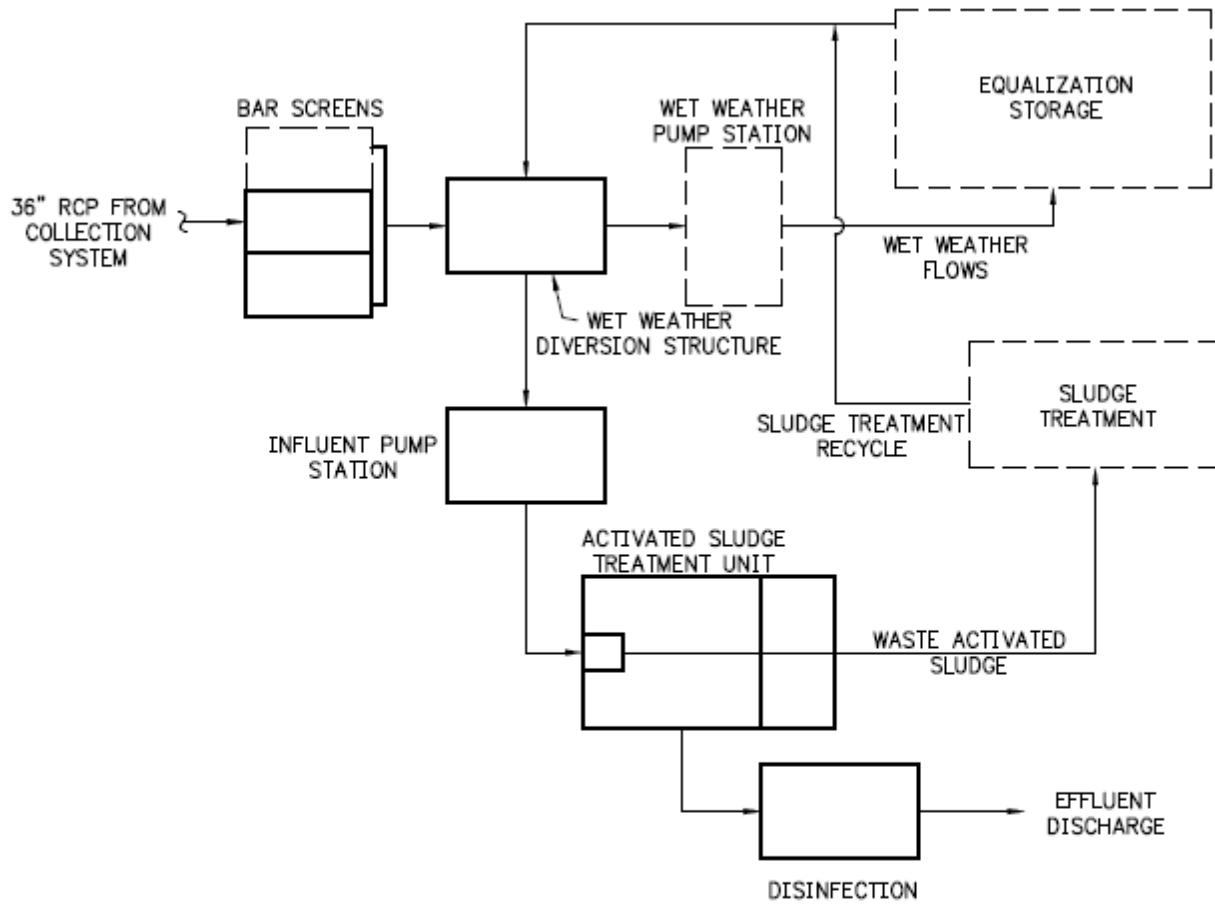 EQUALIZATION
STORAGE
BAR SCREENS
WET WEATHER
PUMP STATION
36" RCP FROM
COLLECTION
SYSTEM
WET WEATHER
FLOWS
WET WEATHER
DIVERSION STRUCTURE
SLUDGE
TREATMENT
SLUDGE TREATMENT
RECYCLE
INFLUENT PUMP
STATION
ACTIVATED SLUDGE
TREATMENT UNIT
WASTE ACTIVATED
SLUDGE
EFFLUENT
DISCHARGE
DISINFECTION